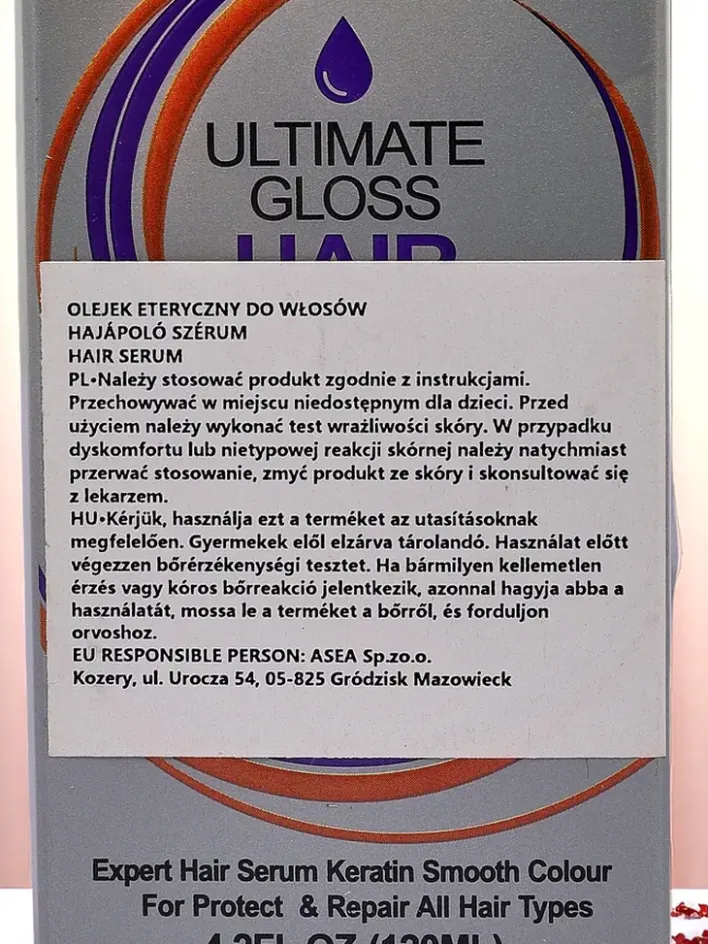 ULTIMATE
GLOSS
HAIR
OLEJEK ETERYCZNY DO WŁOSÓW
HAJÁPOLÓ SZÉRUM
HAIR SERUM
PL•Należy stosować produkt zgodnie z instrukcjami.
Przechowywać w miejscu niedostępnym dla dzieci. Przed
użyciem należy wykonać test wrażliwości skóry. W przypadku
dyskomfortu lub nietypowej reakcji skórnej należy natychmiast
przerwać stosowanie, zmyć produkt ze skóry i skonsultować się
z lekarzem.
HU•Kérjük, használja ezt a terméket az utasításoknak
megfelelően. Gyermekek elől elzárva tárolandó. Használat előtt
végezzen bőrérzékenységi tesztet. Ha bármilyen kellemetlen
érzés vagy kóros bőrreakció jelentkezik, azonnal hagyja abba a
használatát, mossa le a terméket a bőrről, és forduljon
orvoshoz.
EU RESPONSIBLE PERSON: ASEA Sp.zo.o.
Kozery, ul. Urocza 54, 05-825 Gródzisk Mazowieck
Expert Hair Serum Keratin Smooth Colour
For Protect & Repair All Hair Types
4.2FL OZ (120ML)